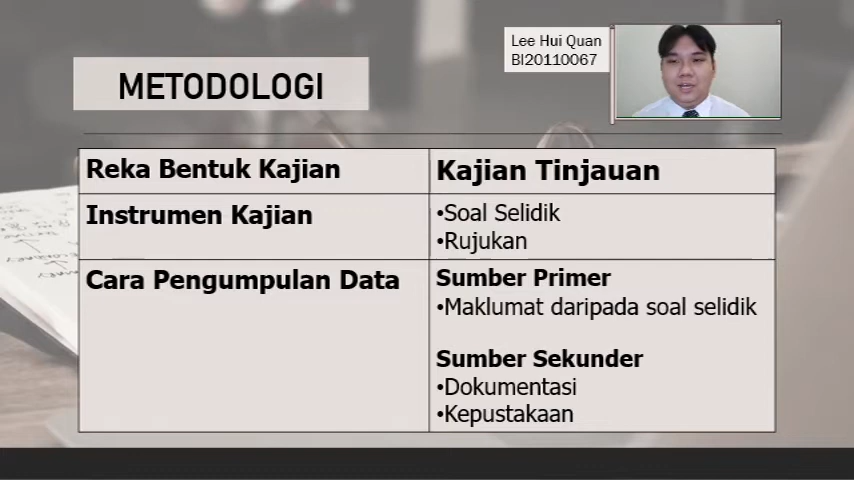 Lee Hui Quan
BI20110067
METODOLOGI
Reka Bentuk Kajian
Kajian Tinjauan
Instrumen Kajian
•Soal Selidik
•Rujukan
Cara Pengumpulan Data
Sumber Primer
•Maklumat daripada soal selidik
Sumber Sekunder
•Dokumentasi
•Kepustakaan